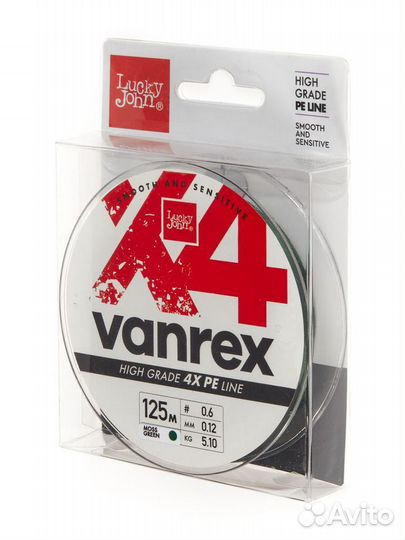 Lucky
John®
HIGH
GRADE
PE LINE
SMOOTH
AND
SENSITIVE
SMOOTH AND SENSITIVE
Lucky
John®
X4
vanrex
HIGH GRADE 4X PE LINE
125м
MOSS
GREEN
# 0.6
MM 0.12
KG 5.10
Avito